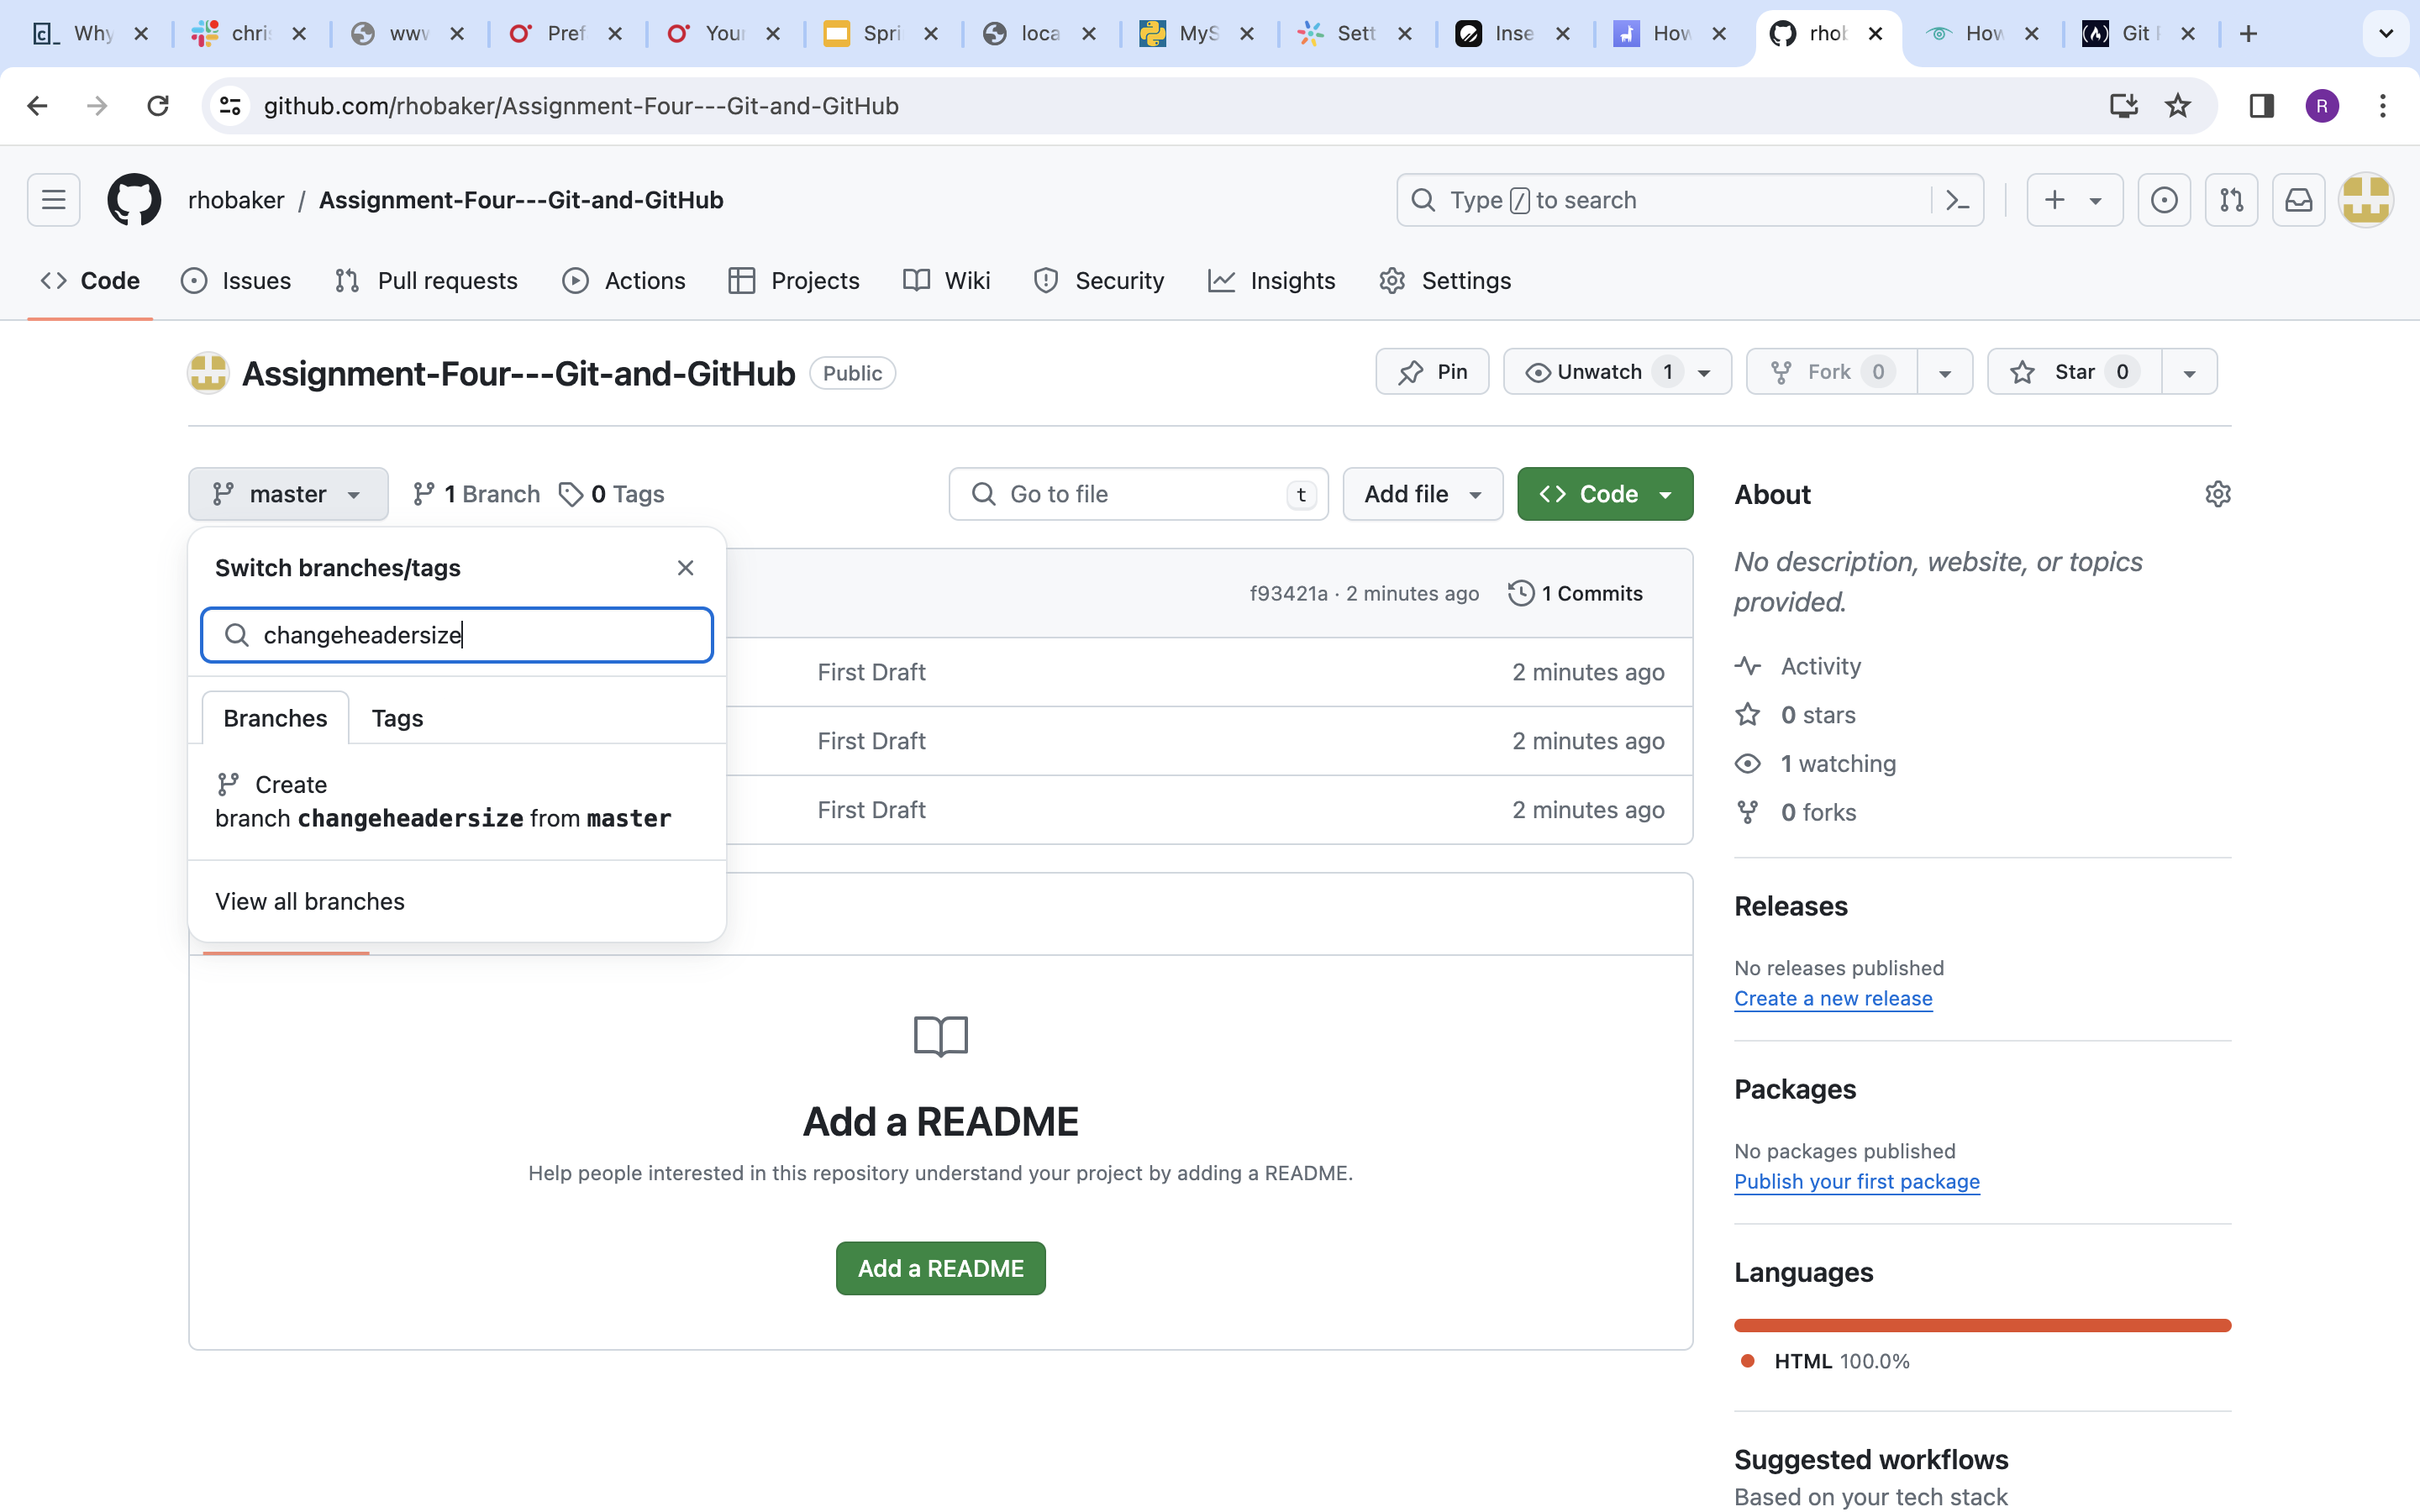 Why
chris
www
Pref
Your
Spri
loca
MyS
Sett
Inse
How
rhob
How
Git
github.com/rhobaker/Assignment-Four---Git-and-GitHub
R
rhobaker / Assignment-Four---Git-and-GitHub
Type / to search
Code
Issues
Pull requests
Actions
Projects
Wiki
Security
Insights
Settings
Assignment-Four---Git-and-GitHub
Public
Pin
Unwatch 1
Fork 0
Star 0
master
1 Branch
0 Tags
Go to file
t
Add file
Code
Switch branches/tags
changeheadersize
Branches
Tags
Create
branch changeheadersize from master
View all branches
f93421a · 2 minutes ago
1 Commits
First Draft
2 minutes ago
First Draft
2 minutes ago
First Draft
2 minutes ago
Add a README
Help people interested in this repository understand your project by adding a README.
Add a README
About
No description, website, or topics
provided.
Activity
0 stars
1 watching
0 forks
Releases
No releases published
Create a new release
Packages
No packages published
Publish your first package
Languages
HTML 100.0%
Suggested workflows
Based on your tech stack